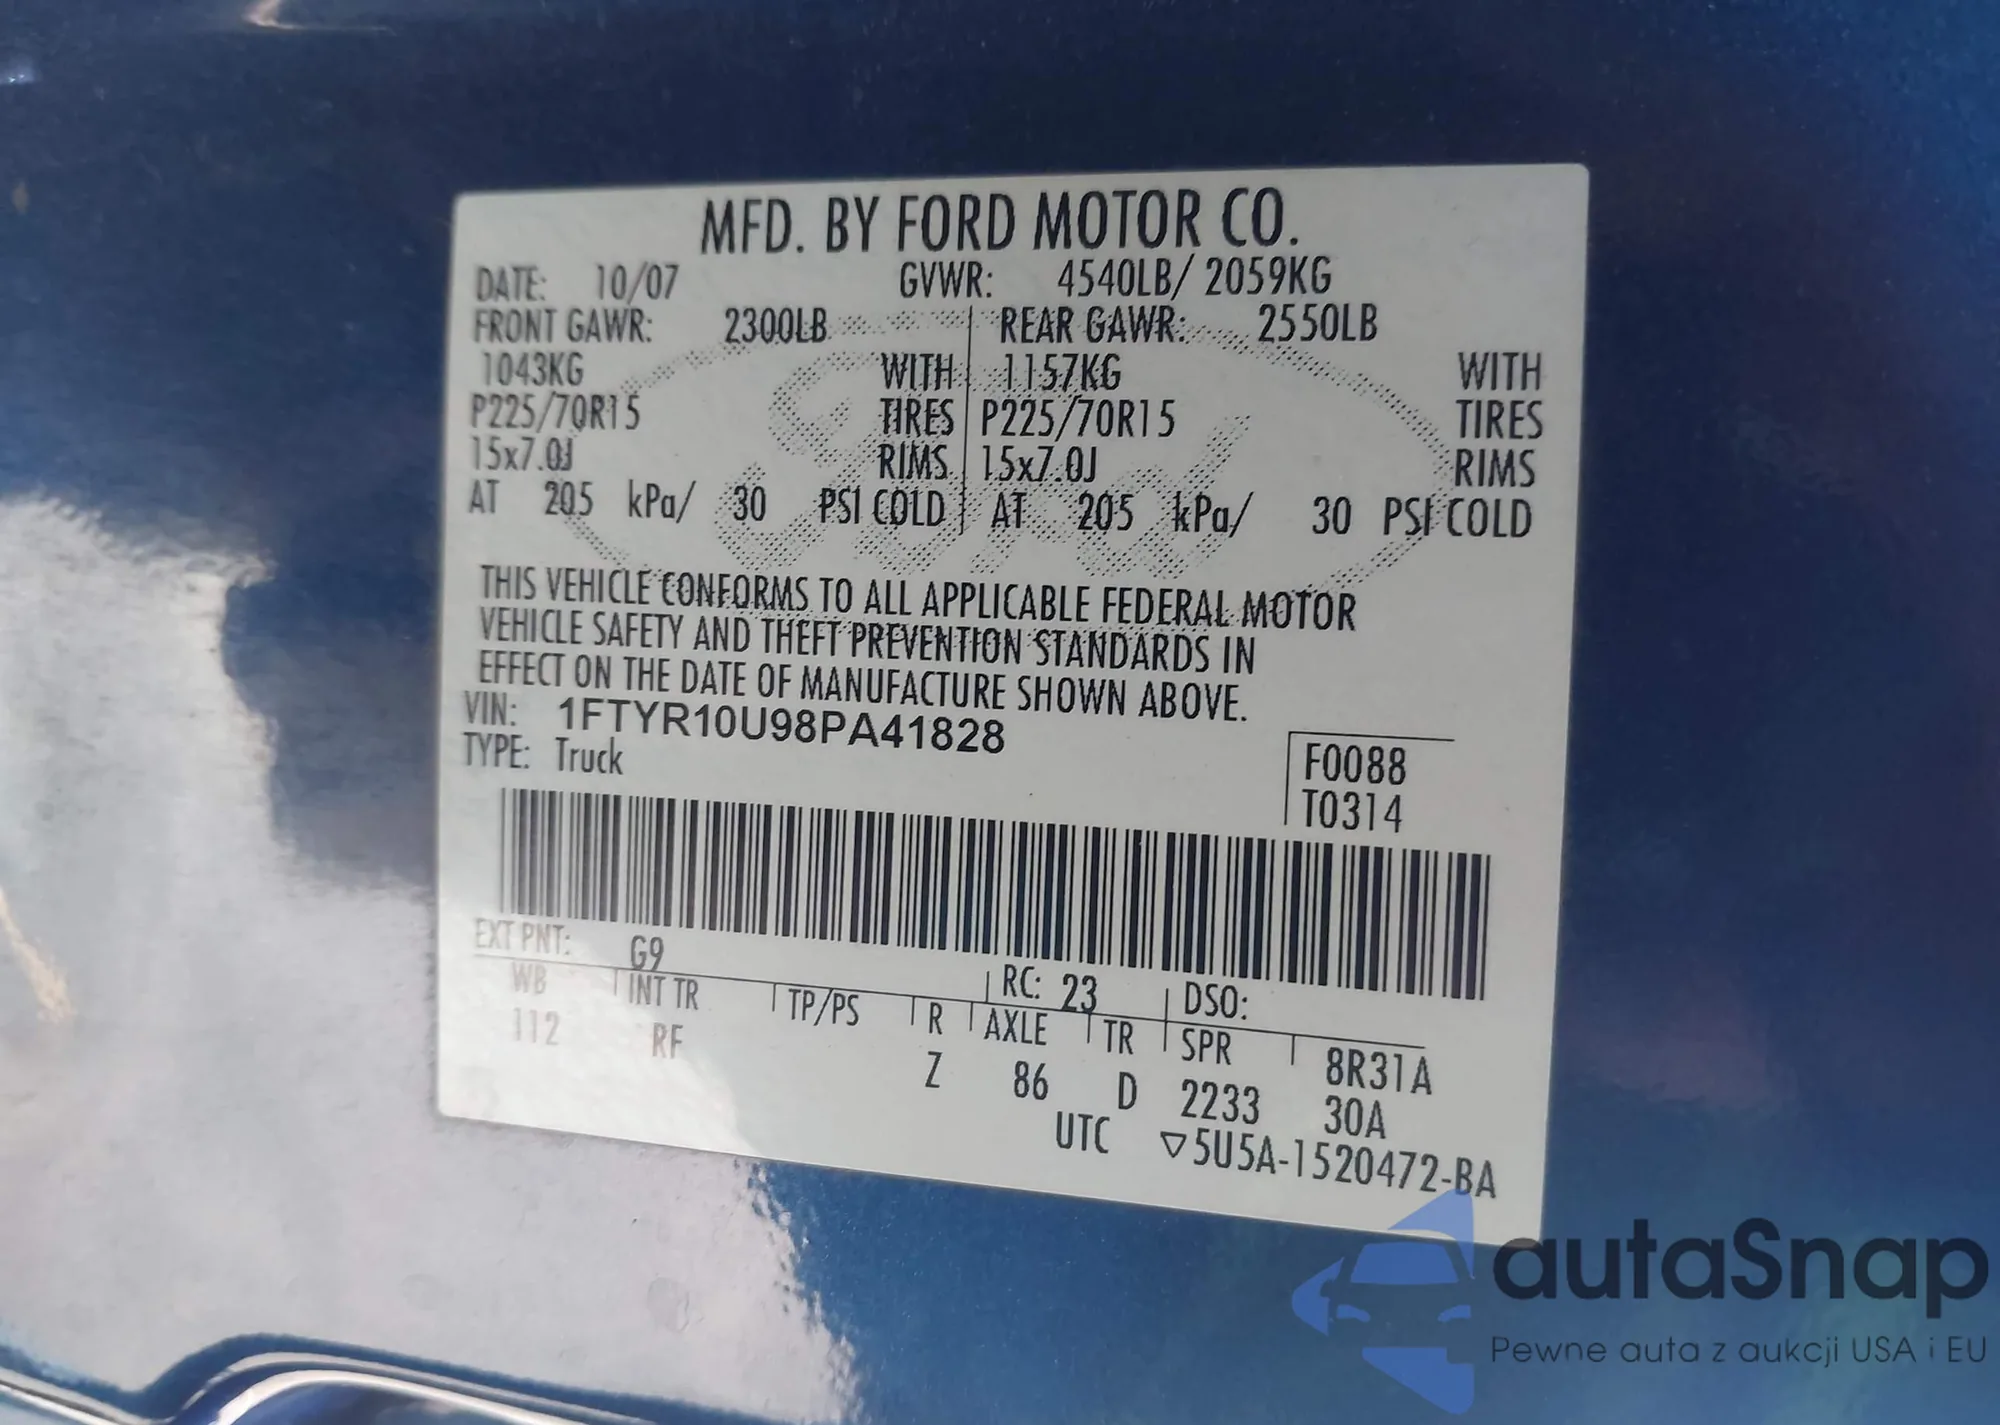 MFD. BY FORD MOTOR CO.
DATE: 10/07 GVWR: 4540LB/ 2059KG
FRONT GAWR: 2300LB REAR GAWR: 2550LB
1043KG WITH 1157KG WITH
P225/70R15 TIRES P225/70R15 TIRES
15x7.0J RIMS 15x7.0J RIMS
AT 205 kPa/ 30 PSI COLD AT 205 kPa/ 30 PSI COLD
THIS VEHICLE CONFORMS TO ALL APPLICABLE FEDERAL MOTOR
VEHICLE SAFETY AND THEFT PREVENTION STANDARDS IN
EFFECT ON THE DATE OF MANUFACTURE SHOWN ABOVE.
VIN: 1FTYR10U98PA41828
TYPE: Truck
F0088
T0314
EXT PNT: G9 RC: 23 DSO:
WB INT TR TP/PS R AXLE TR SPR 8R31A
112 RF Z 86 D 2233 30A
UTC ▽5U5A-1520472-BA
Ford
autaSnap
Pewne auta z aukcji USA i EU